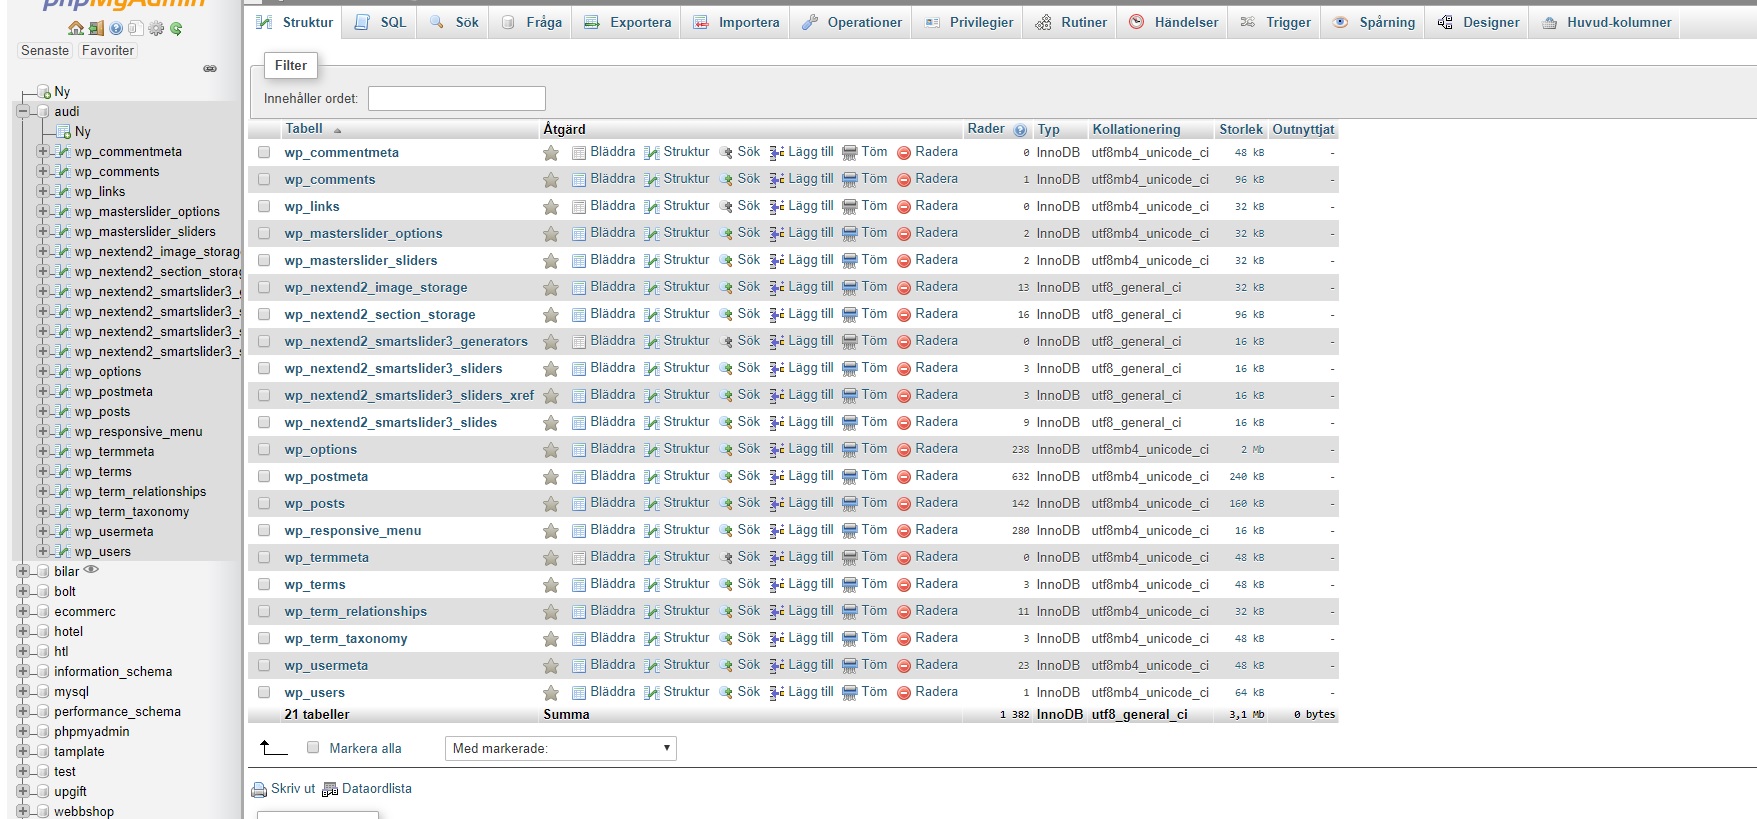 phpMyAdmin
Senaste Favoriter
Ny
audi
Ny
wp_commentmeta
wp_comments
wp_links
wp_masterslider_options
wp_masterslider_sliders
wp_nextend2_image_storag
wp_nextend2_section_storag
wp_nextend2_smartslider3_g
wp_nextend2_smartslider3_s
wp_nextend2_smartslider3_s
wp_nextend2_smartslider3_s
wp_options
wp_postmeta
wp_posts
wp_responsive_menu
wp_termmeta
wp_terms
wp_term_relationships
wp_term_taxonomy
wp_usermeta
wp_users
bilar
bolt
ecommerc
hotel
htl
information_schema
mysql
performance_schema
phpmyadmin
tamplate
test
upgift
webbshop
Struktur SQL Sök Fråga Exportera Importera Operationer Privilegier Rutiner Händelser Trigger Spårning Designer Huvud-kolumner
Filter
Innehåller ordet:
Tabell Åtgärd Rader Typ Kollationering Storlek Outnyttjat
wp_commentmeta Bläddra Struktur Sök Lägg till Töm Radera 0 InnoDB utf8mb4_unicode_ci 48 kB -
wp_comments Bläddra Struktur Sök Lägg till Töm Radera 1 InnoDB utf8mb4_unicode_ci 96 kB -
wp_links Bläddra Struktur Sök Lägg till Töm Radera 0 InnoDB utf8mb4_unicode_ci 32 kB -
wp_masterslider_options Bläddra Struktur Sök Lägg till Töm Radera 2 InnoDB utf8mb4_unicode_ci 32 kB -
wp_masterslider_sliders Bläddra Struktur Sök Lägg till Töm Radera 2 InnoDB utf8mb4_unicode_ci 32 kB -
wp_nextend2_image_storage Bläddra Struktur Sök Lägg till Töm Radera 13 InnoDB utf8_general_ci 32 kB -
wp_nextend2_section_storage Bläddra Struktur Sök Lägg till Töm Radera 16 InnoDB utf8_general_ci 96 kB -
wp_nextend2_smartslider3_generators Bläddra Struktur Sök Lägg till Töm Radera 0 InnoDB utf8_general_ci 16 kB -
wp_nextend2_smartslider3_sliders Bläddra Struktur Sök Lägg till Töm Radera 3 InnoDB utf8_general_ci 16 kB -
wp_nextend2_smartslider3_sliders_xref Bläddra Struktur Sök Lägg till Töm Radera 3 InnoDB utf8_general_ci 16 kB -
wp_nextend2_smartslider3_slides Bläddra Struktur Sök Lägg till Töm Radera 9 InnoDB utf8_general_ci 16 kB -
wp_options Bläddra Struktur Sök Lägg till Töm Radera 238 InnoDB utf8mb4_unicode_ci 2 Mb -
wp_postmeta Bläddra Struktur Sök Lägg till Töm Radera 632 InnoDB utf8mb4_unicode_ci 240 kB -
wp_posts Bläddra Struktur Sök Lägg till Töm Radera 142 InnoDB utf8mb4_unicode_ci 160 kB -
wp_responsive_menu Bläddra Struktur Sök Lägg till Töm Radera 280 InnoDB utf8mb4_unicode_ci 16 kB -
wp_termmeta Bläddra Struktur Sök Lägg till Töm Radera 0 InnoDB utf8mb4_unicode_ci 48 kB -
wp_terms Bläddra Struktur Sök Lägg till Töm Radera 3 InnoDB utf8mb4_unicode_ci 48 kB -
wp_term_relationships Bläddra Struktur Sök Lägg till Töm Radera 11 InnoDB utf8mb4_unicode_ci 32 kB -
wp_term_taxonomy Bläddra Struktur Sök Lägg till Töm Radera 3 InnoDB utf8mb4_unicode_ci 48 kB -
wp_usermeta Bläddra Struktur Sök Lägg till Töm Radera 23 InnoDB utf8mb4_unicode_ci 48 kB -
wp_users Bläddra Struktur Sök Lägg till Töm Radera 1 InnoDB utf8mb4_unicode_ci 64 kB -
21 tabeller Summa 1 382 InnoDB utf8_general_ci 3,1 Mb 0 bytes
Markera alla Med markerade:
Skriv ut Dataordlista